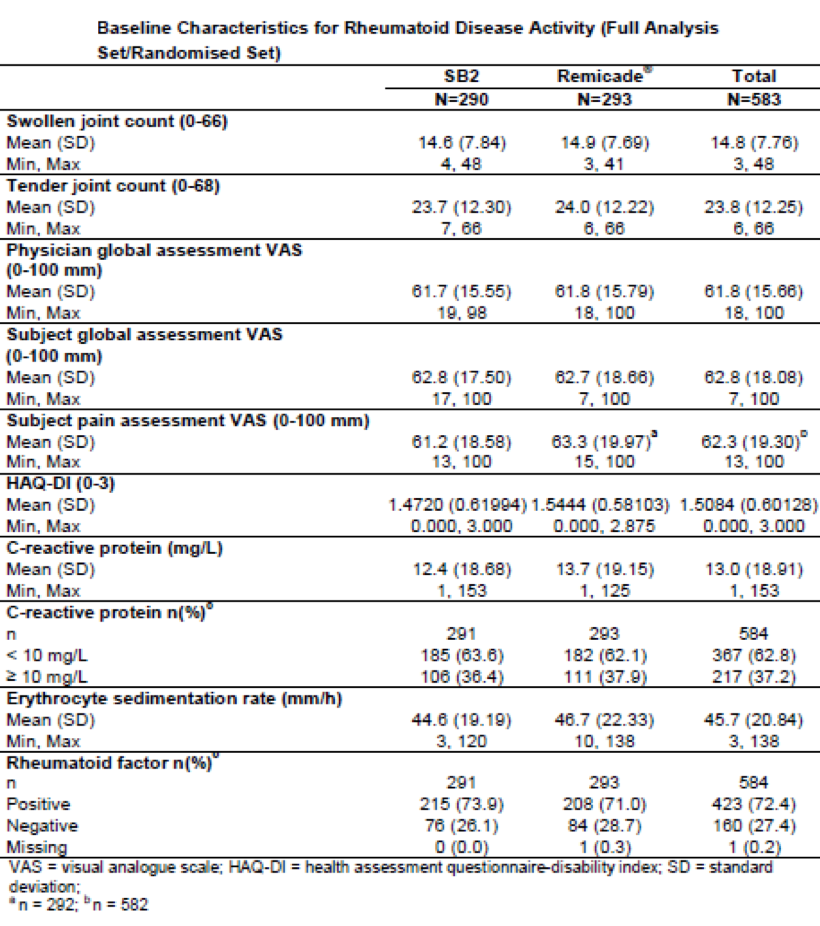 Baseline Characteristics for Rheumatoid Disease Activity (Full Analysis
Set/Randomised Set)
SB2 Remicade® Total
N=290 N=293 N=583
Swollen joint count (0-66)
Mean (SD) 14.6 (7.84) 14.9 (7.69) 14.8 (7.76)
Min, Max 4, 48 3, 41 3, 48
Tender joint count (0-68)
Mean (SD) 23.7 (12.30) 24.0 (12.22) 23.8 (12.25)
Min, Max 7, 66 6, 66 6, 66
Physician global assessment VAS
(0-100 mm)
Mean (SD) 61.7 (15.55) 61.8 (15.79) 61.8 (15.66)
Min, Max 19, 98 18, 100 18, 100
Subject global assessment VAS
(0-100 mm)
Mean (SD) 62.8 (17.50) 62.7 (18.66) 62.8 (18.08)
Min, Max 17, 100 7, 100 7, 100
Subject pain assessment VAS (0-100 mm)
Mean (SD) 61.2 (18.58) 63.3 (19.97)a 62.3 (19.30)b
Min, Max 13, 100 15, 100 13, 100
HAQ-DI (0-3)
Mean (SD) 1.4720 (0.61994) 1.5444 (0.58103) 1.5084 (0.60128)
Min, Max 0.000, 3.000 0.000, 2.875 0.000, 3.000
C-reactive protein (mg/L)
Mean (SD) 12.4 (18.68) 13.7 (19.15) 13.0 (18.91)
Min, Max 1, 153 1, 125 1, 153
C-reactive protein n(%)c
n 291 293 584
< 10 mg/L 185 (63.6) 182 (62.1) 367 (62.8)
≥ 10 mg/L 106 (36.4) 111 (37.9) 217 (37.2)
Erythrocyte sedimentation rate (mm/h)
Mean (SD) 44.6 (19.19) 46.7 (22.33) 45.7 (20.84)
Min, Max 3, 120 10, 138 3, 138
Rheumatoid factor n(%)c
n 291 293 584
Positive 215 (73.9) 208 (71.0) 423 (72.4)
Negative 76 (26.1) 84 (28.7) 160 (27.4)
Missing 0 (0.0) 1 (0.3) 1 (0.2)
VAS = visual analogue scale; HAQ-DI = health assessment questionnaire-disability index; SD = standard
deviation;
a n = 292; b n = 582